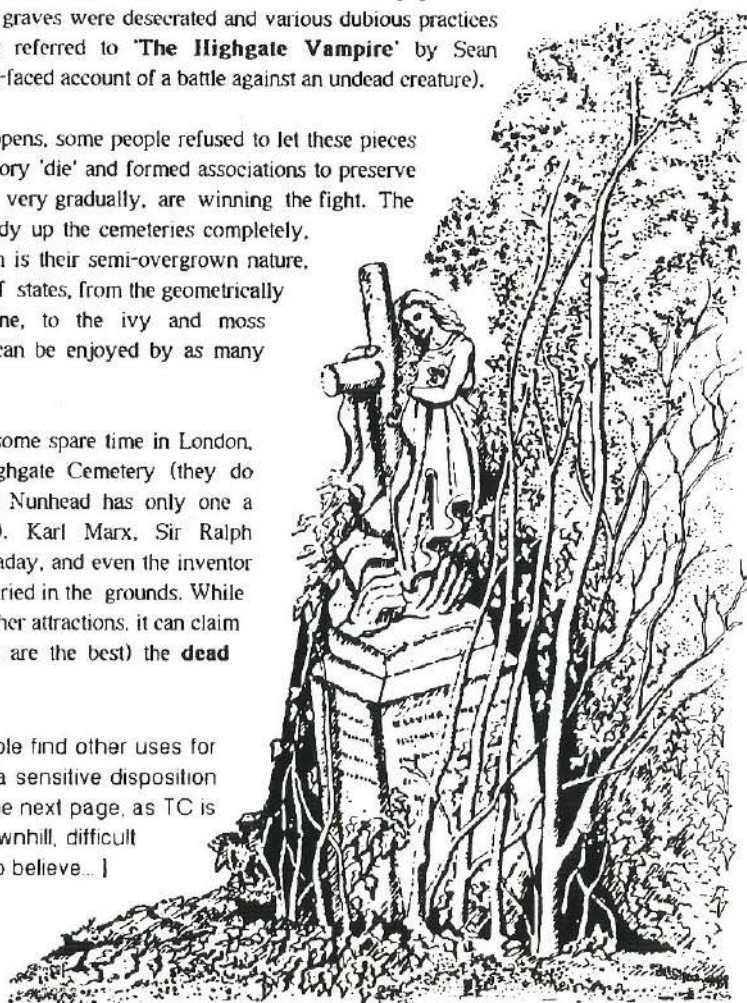 graves were desecrated and various dubious practices
referred to 'The Highgate Vampire' by Sean
-faced account of a battle against an undead creature).
pens, some people refused to let these pieces
ory 'die' and formed associations to preserve
very gradually, are winning the fight. The
dy up the cemeteries completely,
n is their semi-overgrown nature,
f states, from the geometrically
ne, to the ivy and moss
can be enjoyed by as many
some spare time in London,
ghgate Cemetery (they do
Nunhead has only one a
). Karl Marx, Sir Ralph
aday, and even the inventor
ried in the grounds. While
her attractions, it can claim
are the best) the dead
ple find other uses for
a sensitive disposition
e next page, as TC is
wnhill, difficult
o believe... ]